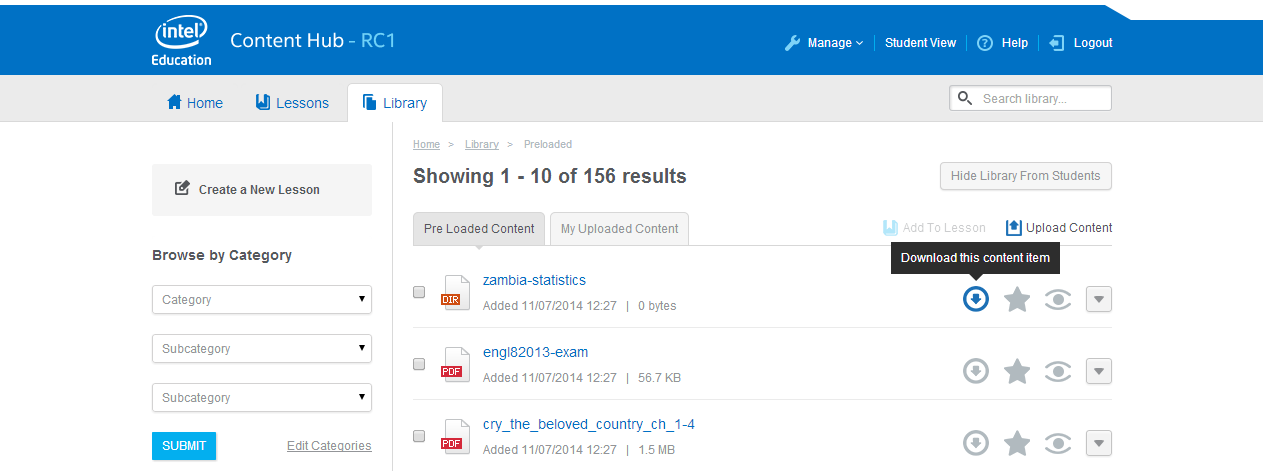 intel
Education
Content Hub - RC1
Manage
Student View
? Help
Logout
Home
Lessons
Library
Search library...
Create a New Lesson
Browse by Category
Category
Subcategory
Subcategory
SUBMIT
Edit Categories
Home > Library > Preloaded
Showing 1 - 10 of 156 results
Hide Library From Students
Pre Loaded Content
My Uploaded Content
Add To Lesson
Upload Content
Download this content item
DIR
zambia-statistics
Added 11/07/2014 12:27 | 0 bytes
PDF
engl82013-exam
Added 11/07/2014 12:27 | 56.7 KB
PDF
cry_the_beloved_country_ch_1-4
Added 11/07/2014 12:27 | 1.5 MB